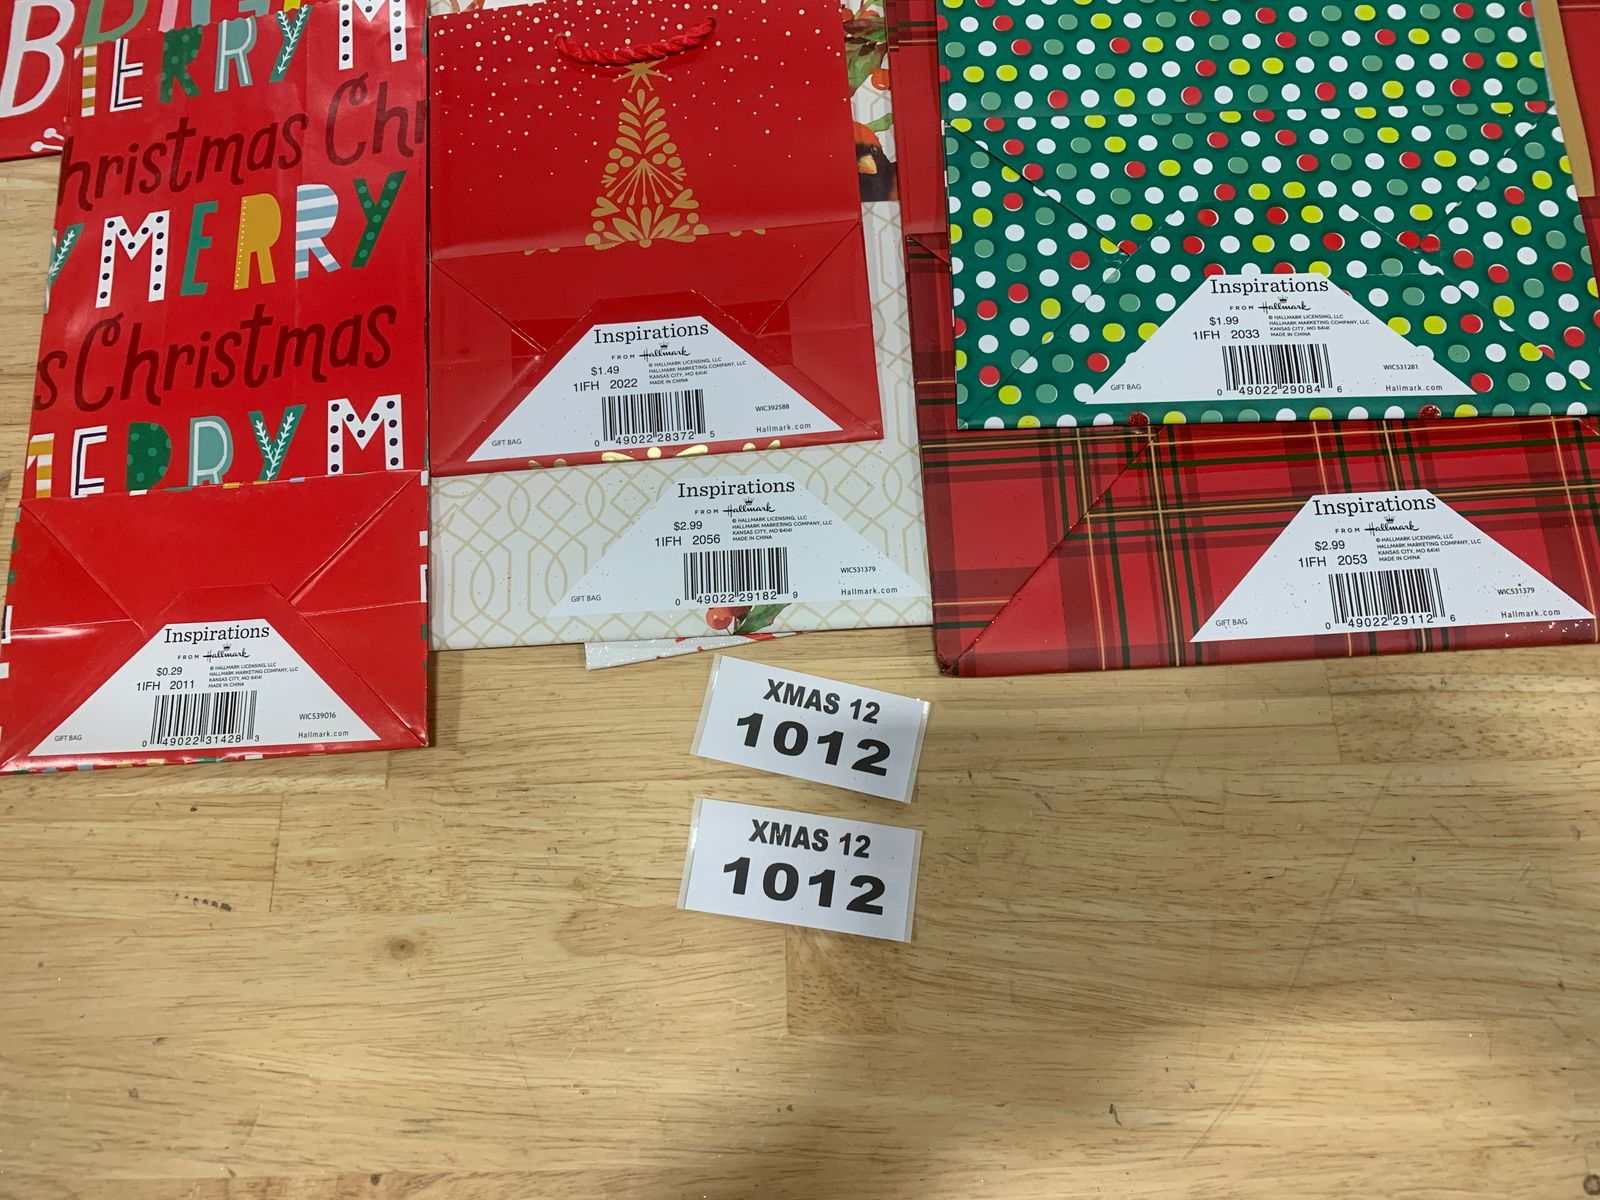 MERRY M
Christmas Chr
MERRY
s Christmas
ERRY M
Inspirations
FROM Hallmark
$0.29
1IFH 2011
© HALLMARK LICENSING, LLC
HALLMARK MARKETING COMPANY, LLC
KANSAS CITY, MO 64141
MADE IN CHINA
GIFT BAG
0 49022 31428 3
WIC539016
Hallmark.com
Inspirations
FROM Hallmark
$1.49
1IFH 2022
© HALLMARK LICENSING, LLC
HALLMARK MARKETING COMPANY, LLC
KANSAS CITY, MO 64141
MADE IN CHINA
GIFT BAG
0 49022 28372 5
WIC392588
Hallmark.com
Inspirations
FROM Hallmark
$2.99
1IFH 2056
© HALLMARK LICENSING, LLC
HALLMARK MARKETING COMPANY, LLC
KANSAS CITY, MO 64141
MADE IN CHINA
GIFT BAG
0 49022 29182 9
WIC531379
Hallmark.com
Inspirations
FROM Hallmark
$1.99
1IFH 2033
© HALLMARK LICENSING, LLC
HALLMARK MARKETING COMPANY, LLC
KANSAS CITY, MO 64141
MADE IN CHINA
GIFT BAG
0 49022 29084 6
WIC531281
Hallmark.com
Inspirations
FROM Hallmark
$2.99
1IFH 2053
© HALLMARK LICENSING, LLC
HALLMARK MARKETING COMPANY, LLC
KANSAS CITY, MO 64141
MADE IN CHINA
GIFT BAG
0 49022 29112 6
WIC531379
Hallmark.com
XMAS 12
1012
XMAS 12
1012